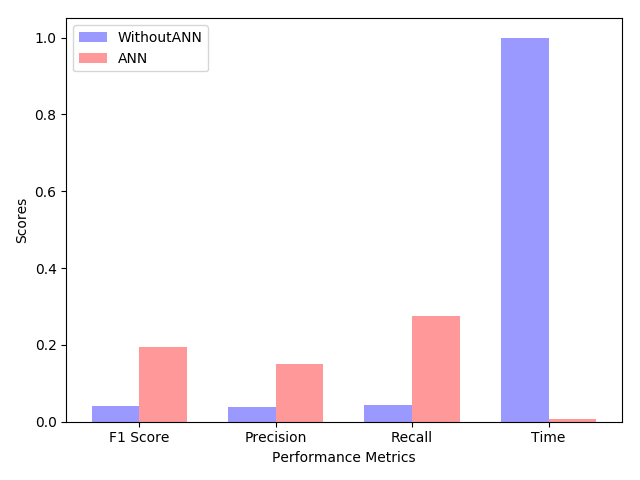 WithoutANN
ANN
1.0
0.8
0.6
0.4
0.2
0.0
Scores
F1 Score Precision Recall Time
Performance Metrics